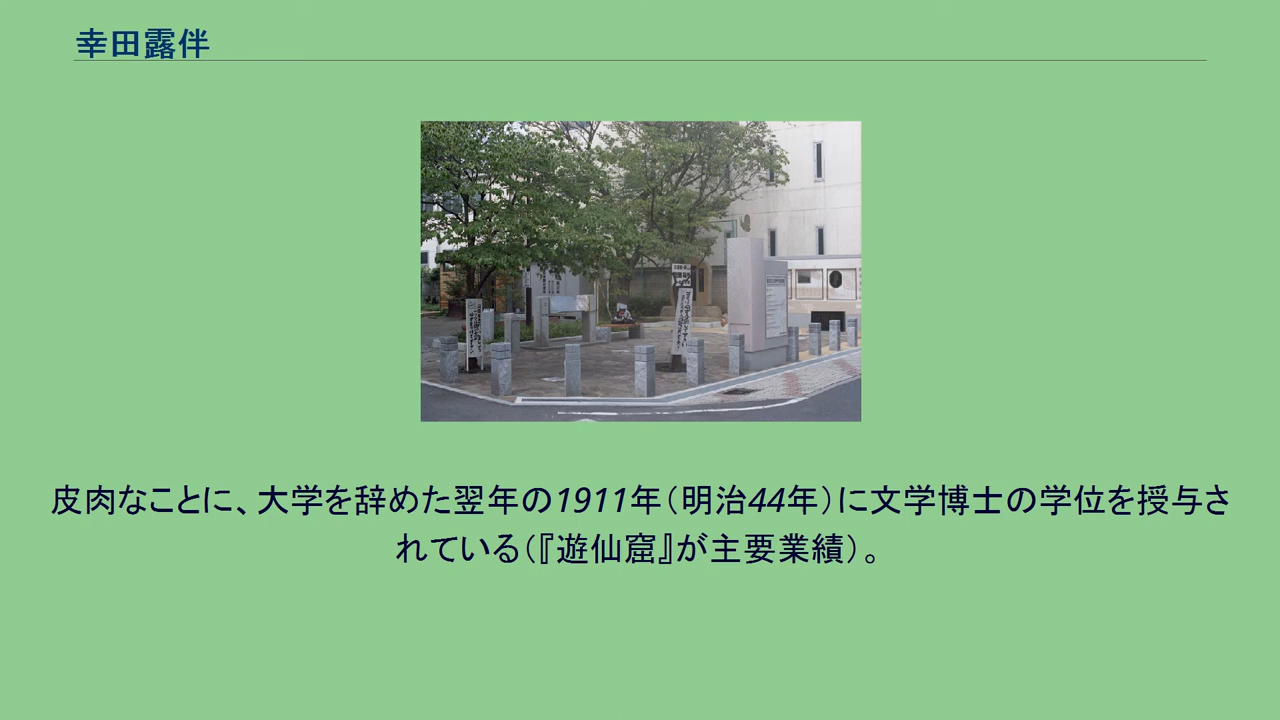 幸田露伴
皮肉なことに、大学を辞めた翌年の1911年（明治44年）に文学博士の学位を授与さ
れている（『遊仙窟』が主要業績）。